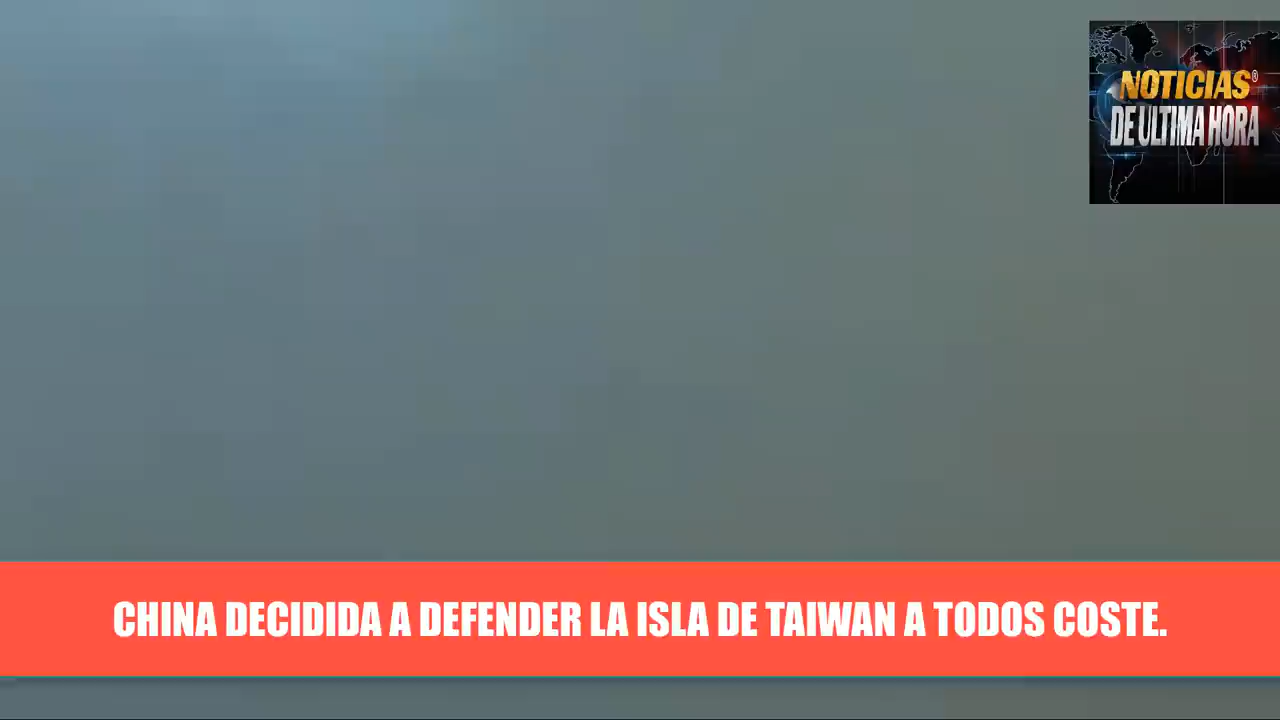 NOTICIAS®
DE ULTIMA HORA
CHINA DECIDIDA A DEFENDER LA ISLA DE TAIWAN A TODOS COSTE.